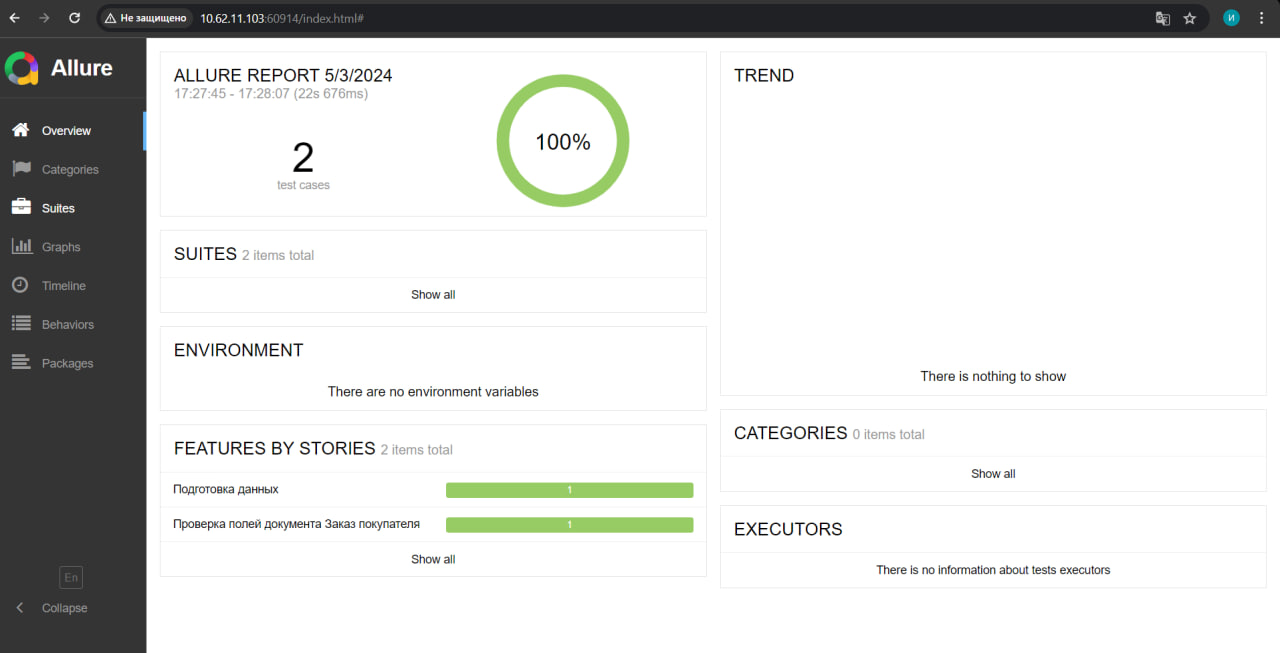 Не защищено
10.62.11.103:60914/index.html#
И
Allure
Overview
Categories
Suites
Graphs
Timeline
Behaviors
Packages
En
Collapse
ALLURE REPORT 5/3/2024
17:27:45 - 17:28:07 (22s 676ms)
2
test cases
100%
SUITES 2 items total
Show all
ENVIRONMENT
There are no environment variables
FEATURES BY STORIES 2 items total
Подготовка данных 1
Проверка полей документа Заказ покупателя 1
Show all
TREND
There is nothing to show
CATEGORIES 0 items total
Show all
EXECUTORS
There is no information about tests executors